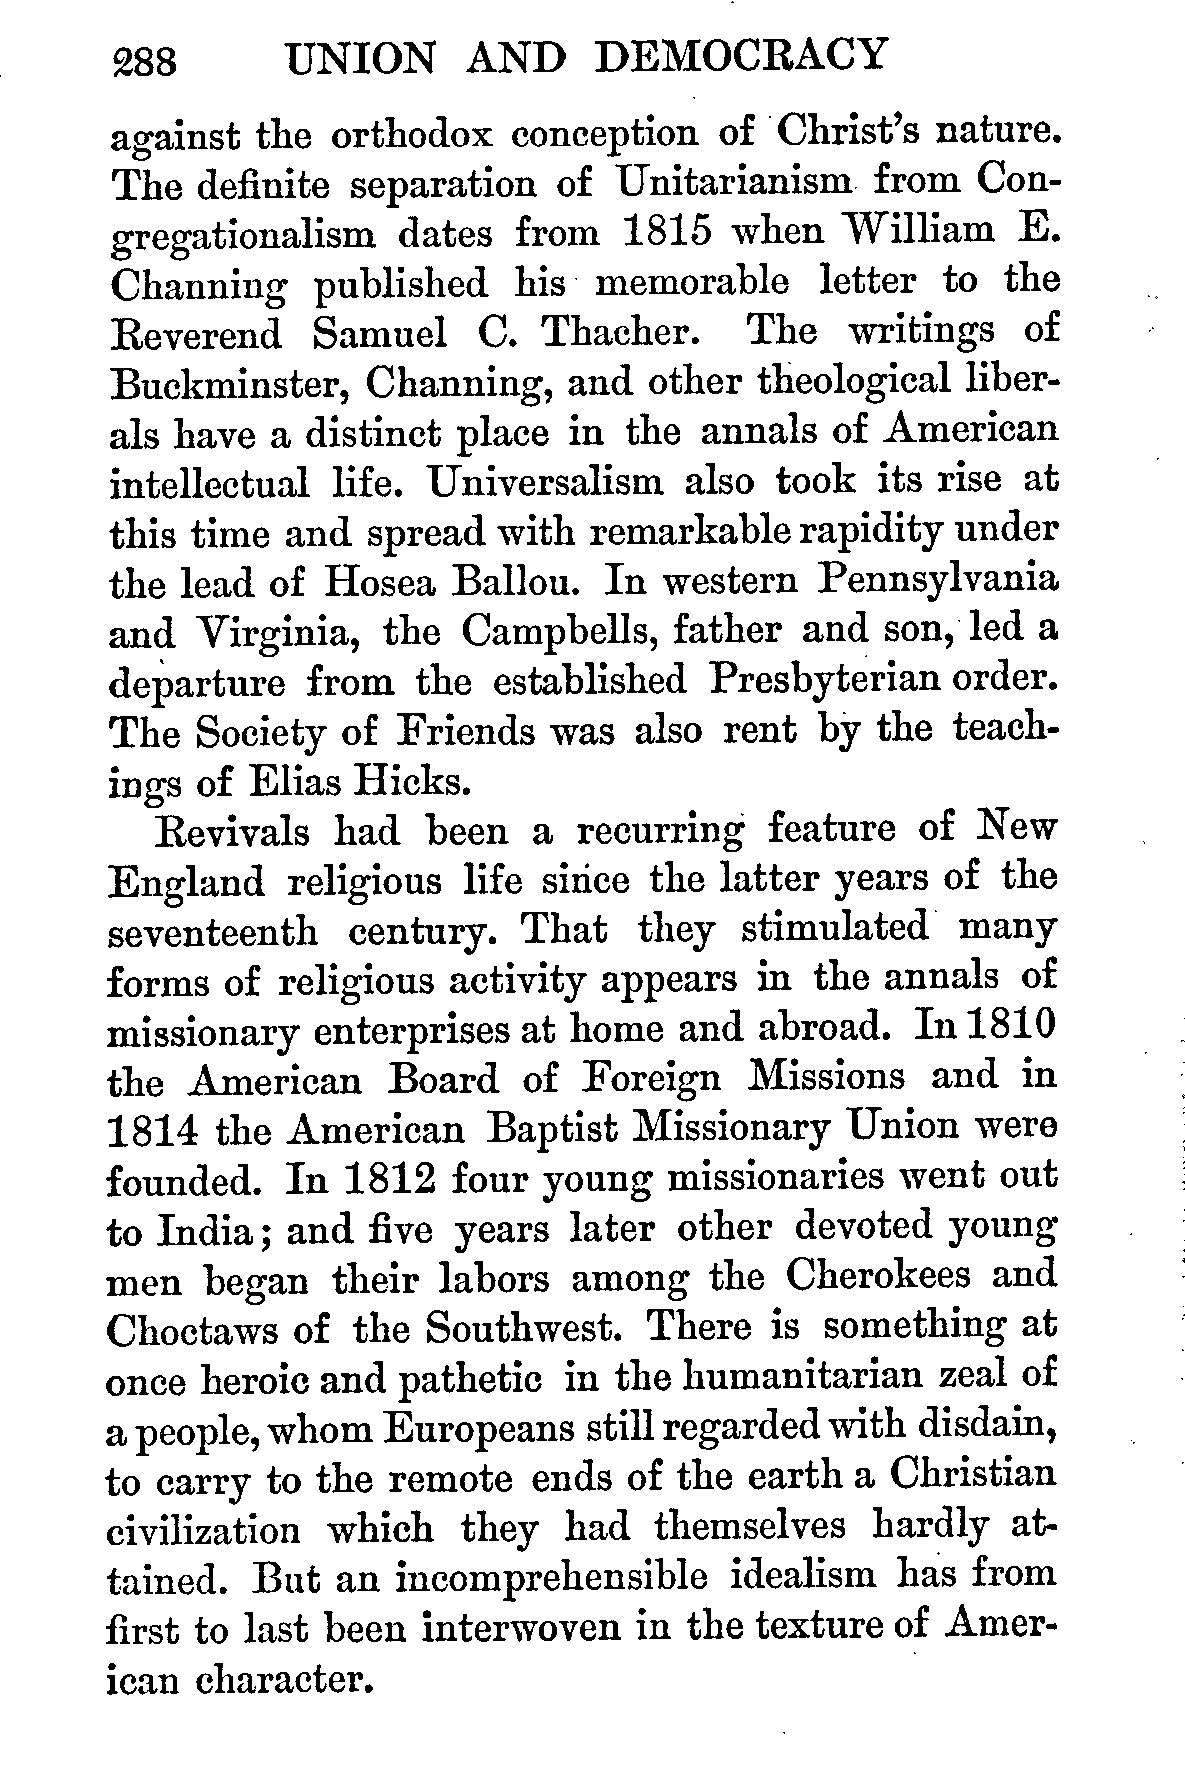 288 UNION AND DEMOCRACY
against the orthodox conception of Christ's nature.
The definite separation of Unitarianism from Con-
gregationalism dates from 1815 when William E.
Channing published his memorable letter to the
Reverend Samuel C. Thacher. The writings of
Buckminster, Channing, and other theological liber-
als have a distinct place in the annals of American
intellectual life. Universalism also took its rise at
this time and spread with remarkable rapidity under
the lead of Hosea Ballou. In western Pennsylvania
and Virginia, the Campbells, father and son, led a
departure from the established Presbyterian order.
The Society of Friends was also rent by the teach-
ings of Elias Hicks.
Revivals had been a recurring feature of New
England religious life since the latter years of the
seventeenth century. That they stimulated many
forms of religious activity appears in the annals of
missionary enterprises at home and abroad. In 1810
the American Board of Foreign Missions and in
1814 the American Baptist Missionary Union were
founded. In 1812 four young missionaries went out
to India; and five years later other devoted young
men began their labors among the Cherokees and
Choctaws of the Southwest. There is something at
once heroic and pathetic in the humanitarian zeal of
a people, whom Europeans still regarded with disdain,
to carry to the remote ends of the earth a Christian
civilization which they had themselves hardly at-
tained. But an incomprehensible idealism has from
first to last been interwoven in the texture of Amer-
ican character.